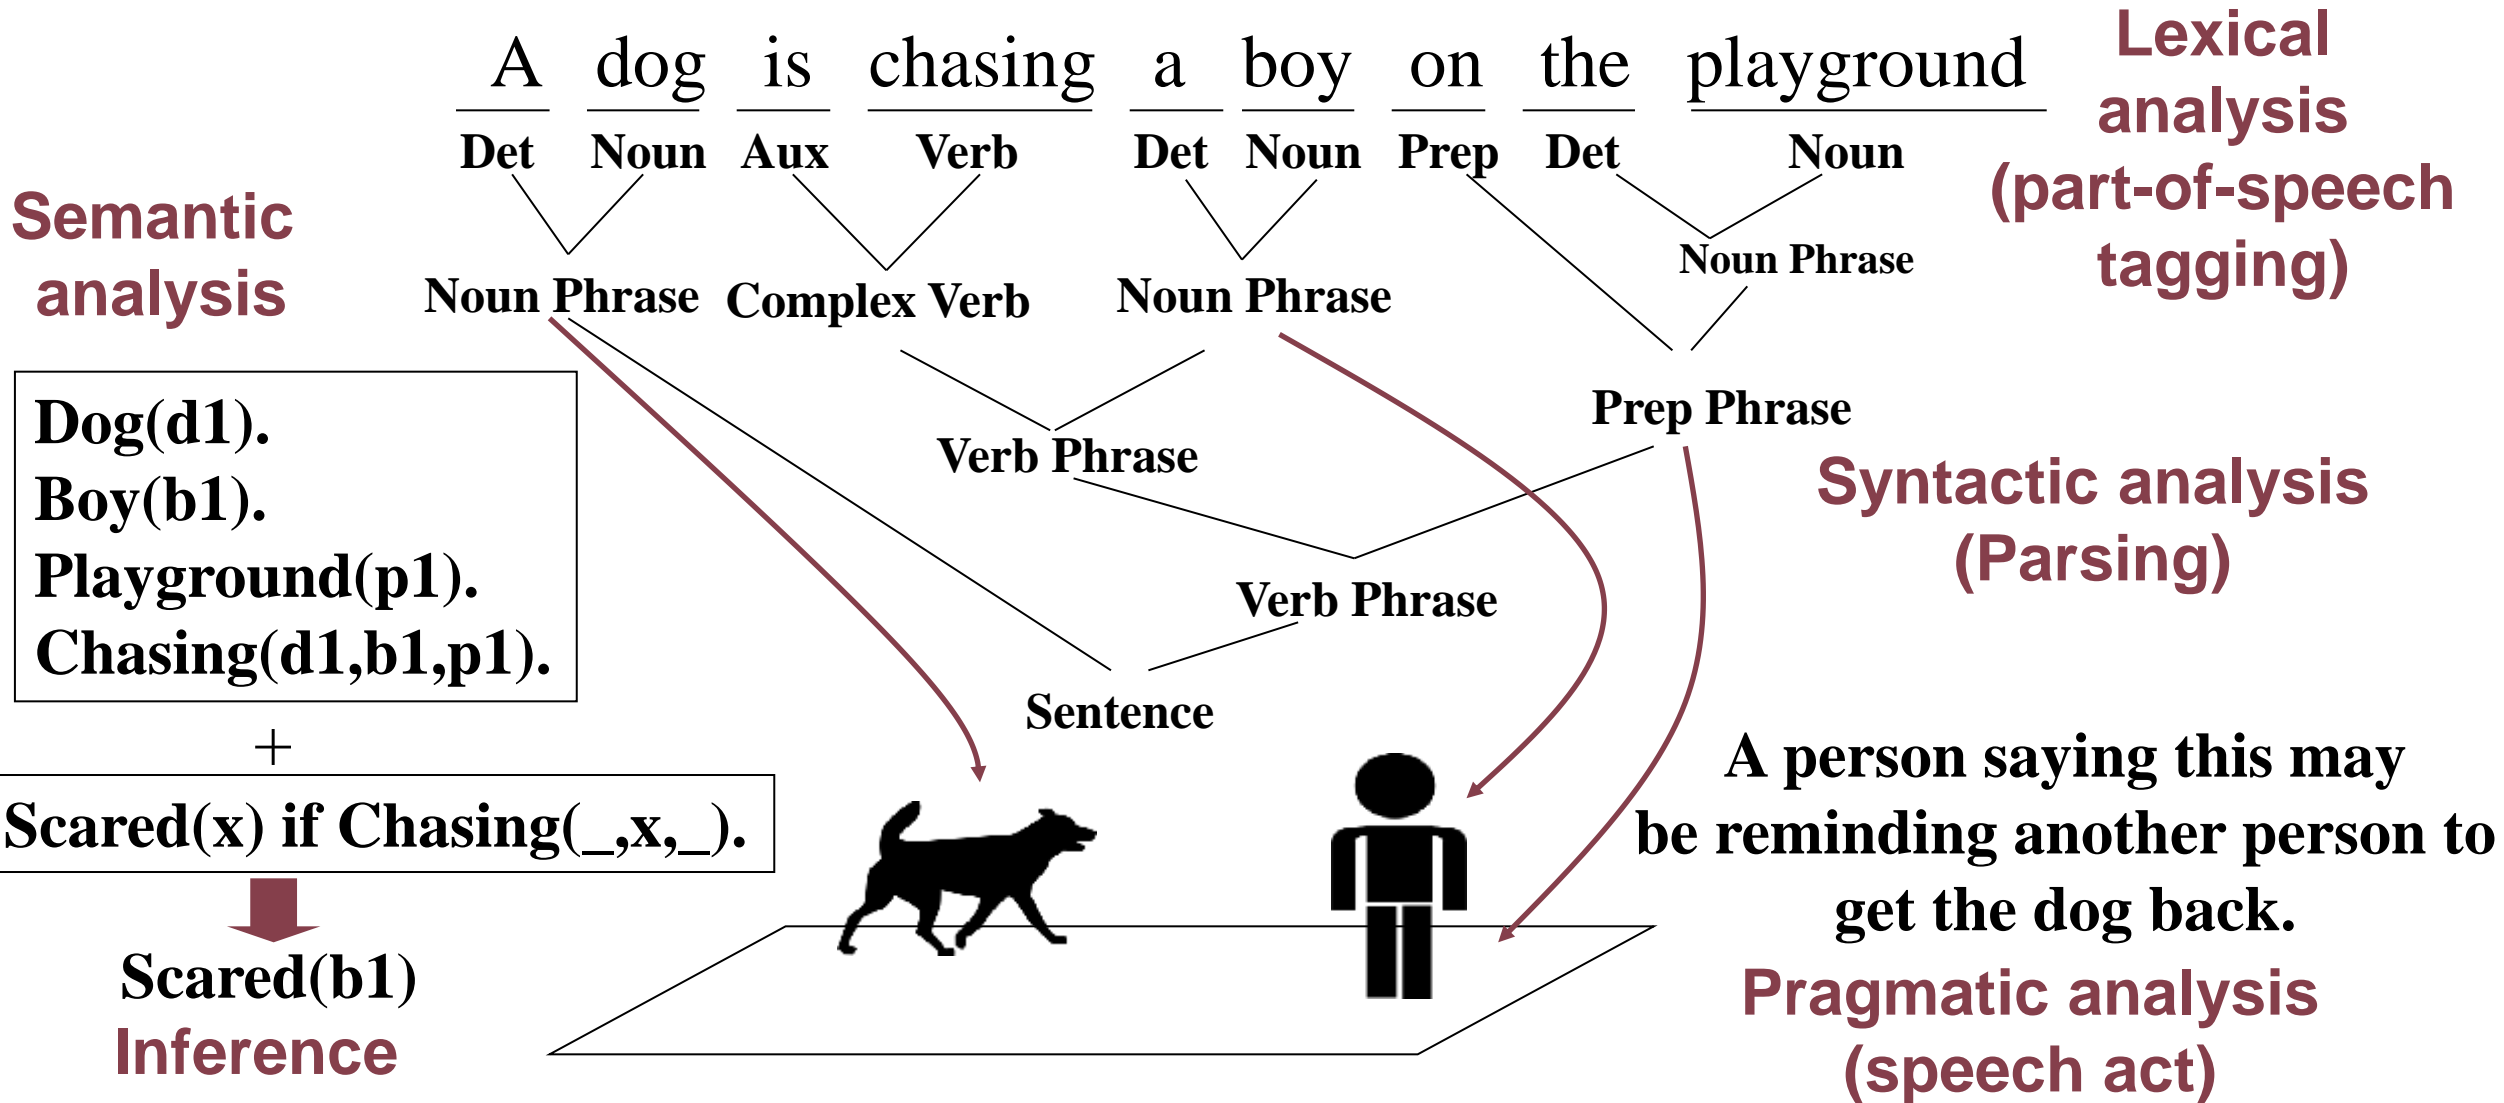 A dog is chasing a boy on the playground
Det Noun Aux Verb Det Noun Prep Det Noun
Lexical
analysis
(part-of-speech
tagging)
Semantic
analysis
Noun Phrase Complex Verb Noun Phrase
Noun Phrase
Prep Phrase
Verb Phrase
Syntactic analysis
(Parsing)
Verb Phrase
Sentence
Dog(d1).
Boy(b1).
Playground(p1).
Chasing(d1,b1,p1).
+
Scared(x) if Chasing(_,x,_).
Scared(b1)
Inference
A person saying this may
be reminding another person to
get the dog back.
Pragmatic analysis
(speech act)